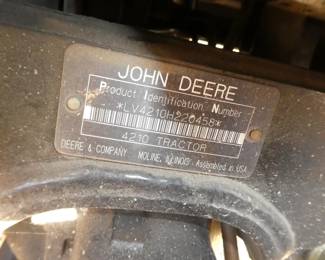 JOHN DEERE
Product Identification Number
*LV4210H220458*
4210 TRACTOR
DEERE & COMPANY MOLINE, ILLINOIS Assembled in USA